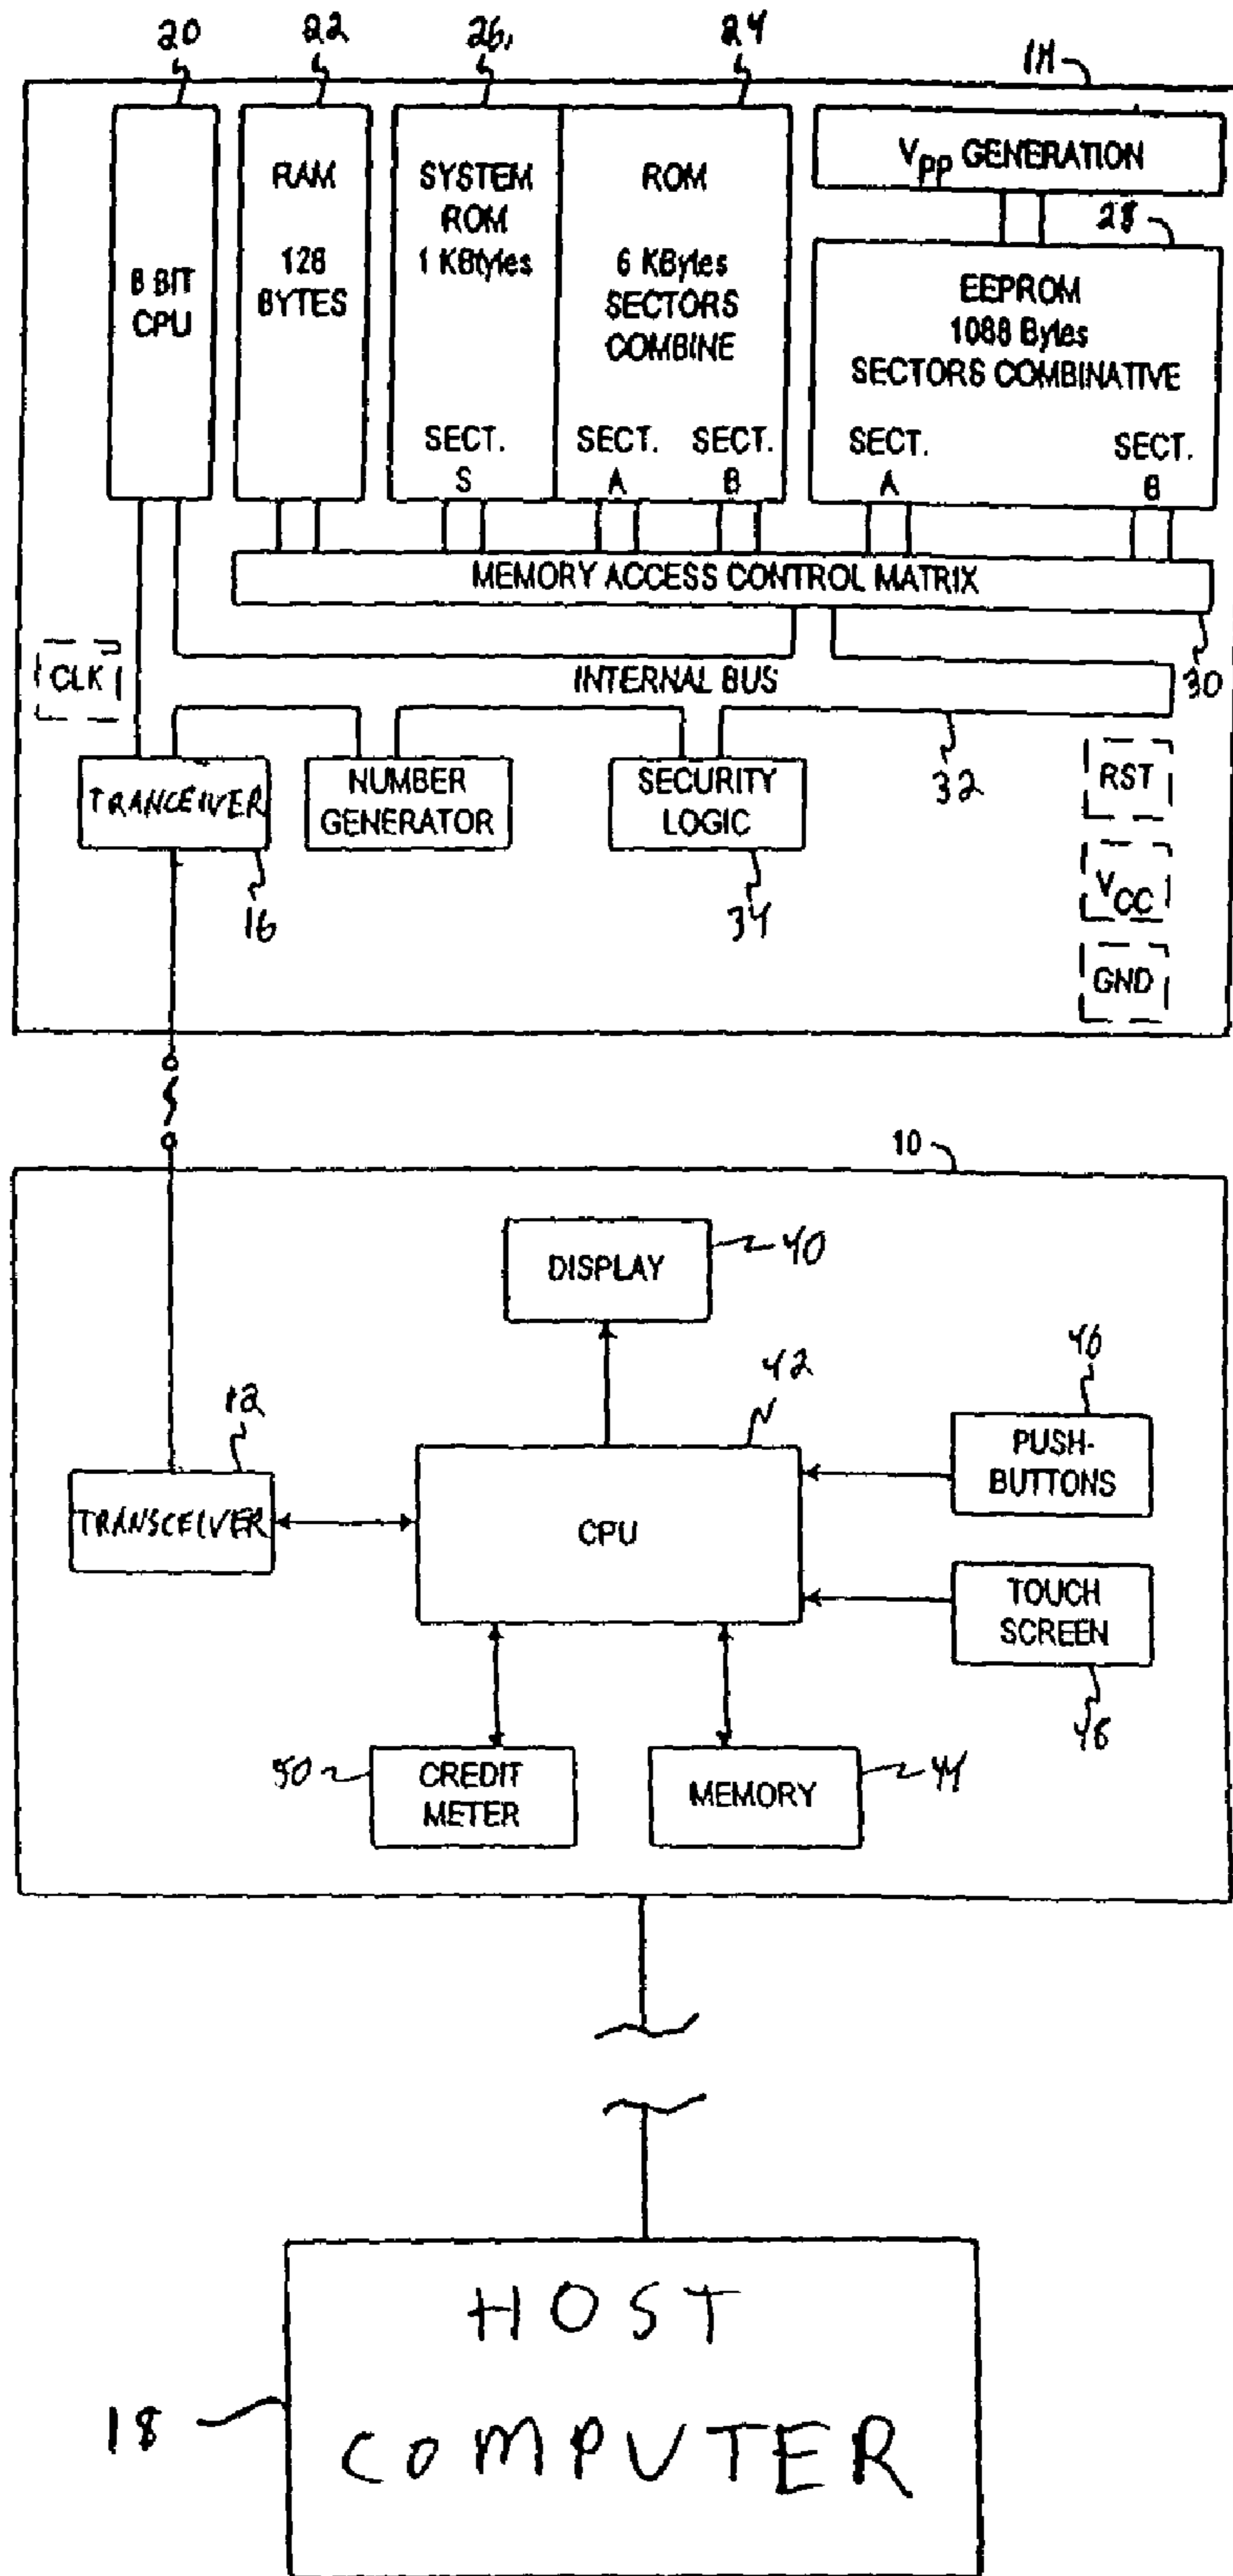 20 22 26 24
14
V_PP GENERATION
28
8 BIT
CPU
RAM
128
BYTES
SYSTEM
ROM
1 KBtyles
SECT.
S
ROM
6 KBytes
SECTORS
COMBINE
SECT.
A
SECT.
B
EEPROM
1088 Bytes
SECTORS COMBINATIVE
SECT.
A
SECT.
B
MEMORY ACCESS CONTROL MATRIX
30
CLK
INTERNAL BUS
32
TRANCEIVER
16
NUMBER
GENERATOR
SECURITY
LOGIC
34
RST
V_CC
GND
10
DISPLAY
40
42
46
PUSH-
BUTTONS
12
TRANSCEIVER
CPU
TOUCH
SCREEN
48
50
CREDIT
METER
MEMORY
44
HOST
18
COMPUTER